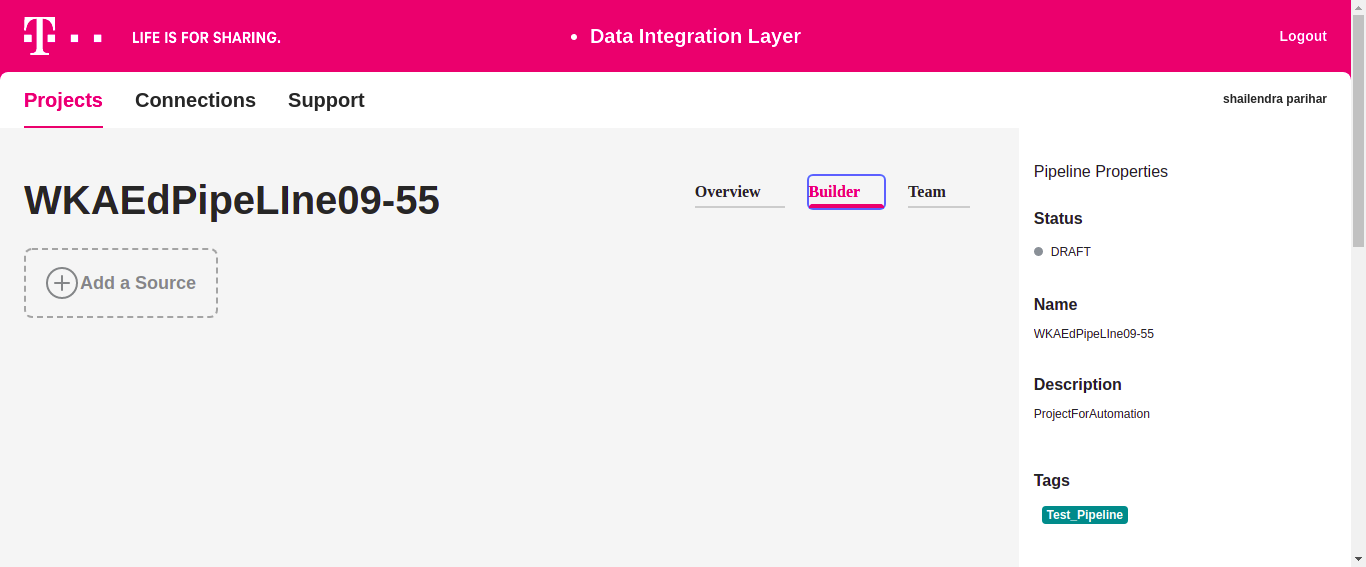 T
LIFE IS FOR SHARING.
• Data Integration Layer
Logout
Projects
Connections
Support
shailendra parihar
WKAEdPipeLIne09-55
Overview
Builder
Team
Add a Source
Pipeline Properties
Status
DRAFT
Name
WKAEdPipeLIne09-55
Description
ProjectForAutomation
Tags
Test_Pipeline